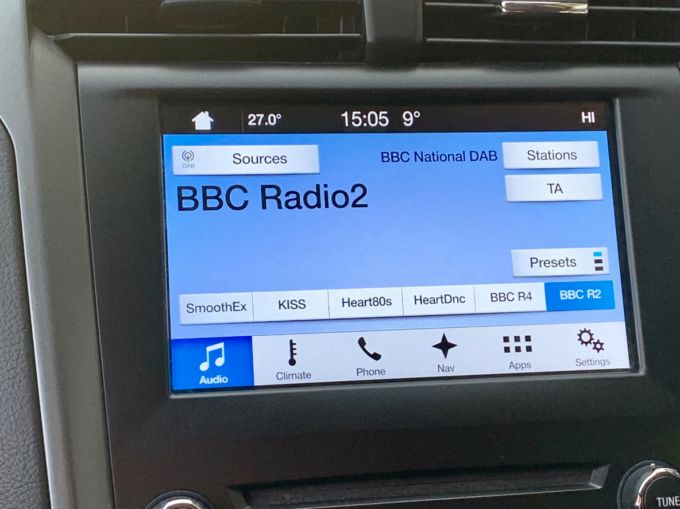 27.0° 15:05 9° HI
DAB Sources BBC National DAB Stations
BBC Radio2
TA
Presets
SmoothEx KISS Heart80s HeartDnc BBC R4 BBC R2
Audio Climate Phone Nav Apps Settings
TUNE